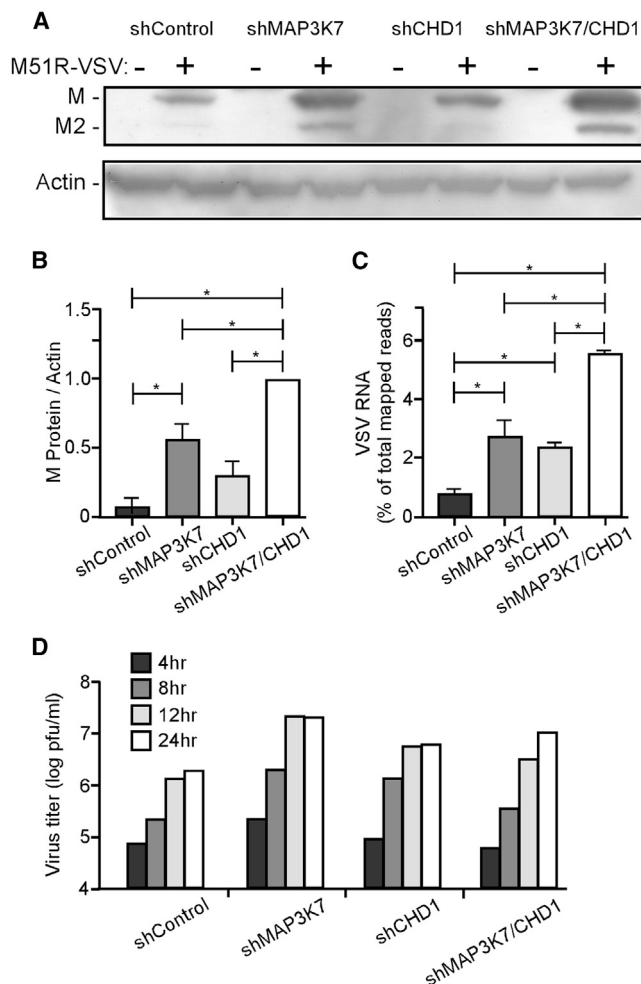 A
shControl shMAP3K7 shCHD1 shMAP3K7/CHD1
M51R-VSV: - + - + - + - +
M -
M2 -
Actin -
B
M Protein / Actin
1.5
1.0
0.5
0
* * * *
shControl shMAP3K7 shCHD1 shMAP3K7/CHD1
C
VSV RNA
(% of total mapped reads)
6
4
2
0
* * * * *
shControl shMAP3K7 shCHD1 shMAP3K7/CHD1
D
4hr
8hr
12hr
24hr
Virus titer (log pfu/ml)
8
7
6
5
4
shControl shMAP3K7 shCHD1 shMAP3K7/CHD1